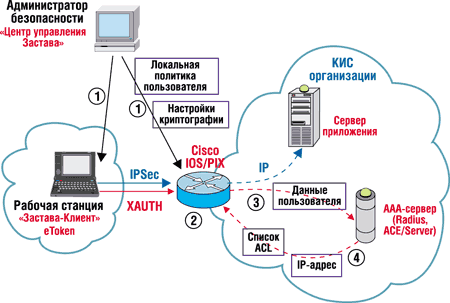 Администратор
безопасности
«Центр управления
Застава»
Локальная
политика
пользователя
1
1
Настройки
криптографии
КИС
организации
Сервер
приложения
Cisco
IOS/PIX
IPSec
IP
XAUTH
Рабочая станция
«Застава-Клиент»
eToken
2
3
Данные
пользователя
AAA-сервер
(Radius,
ACE/Server)
Список
ACL
IP-адрес
4